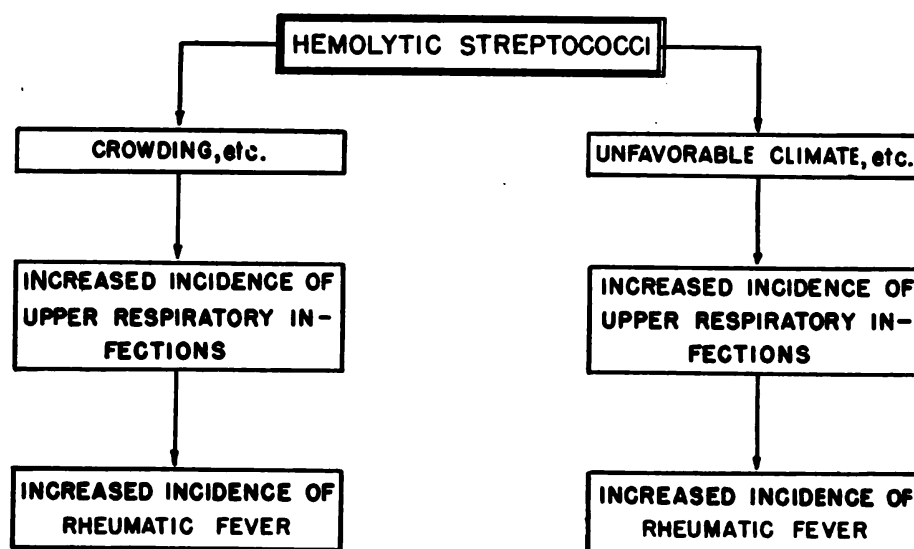 HEMOLYTIC STREPTOCOCCI
CROWDING, etc.
UNFAVORABLE CLIMATE, etc.
INCREASED INCIDENCE OF
UPPER RESPIRATORY IN-
FECTIONS
INCREASED INCIDENCE OF
UPPER RESPIRATORY IN-
FECTIONS
INCREASED INCIDENCE OF
RHEUMATIC FEVER
INCREASED INCIDENCE OF
RHEUMATIC FEVER